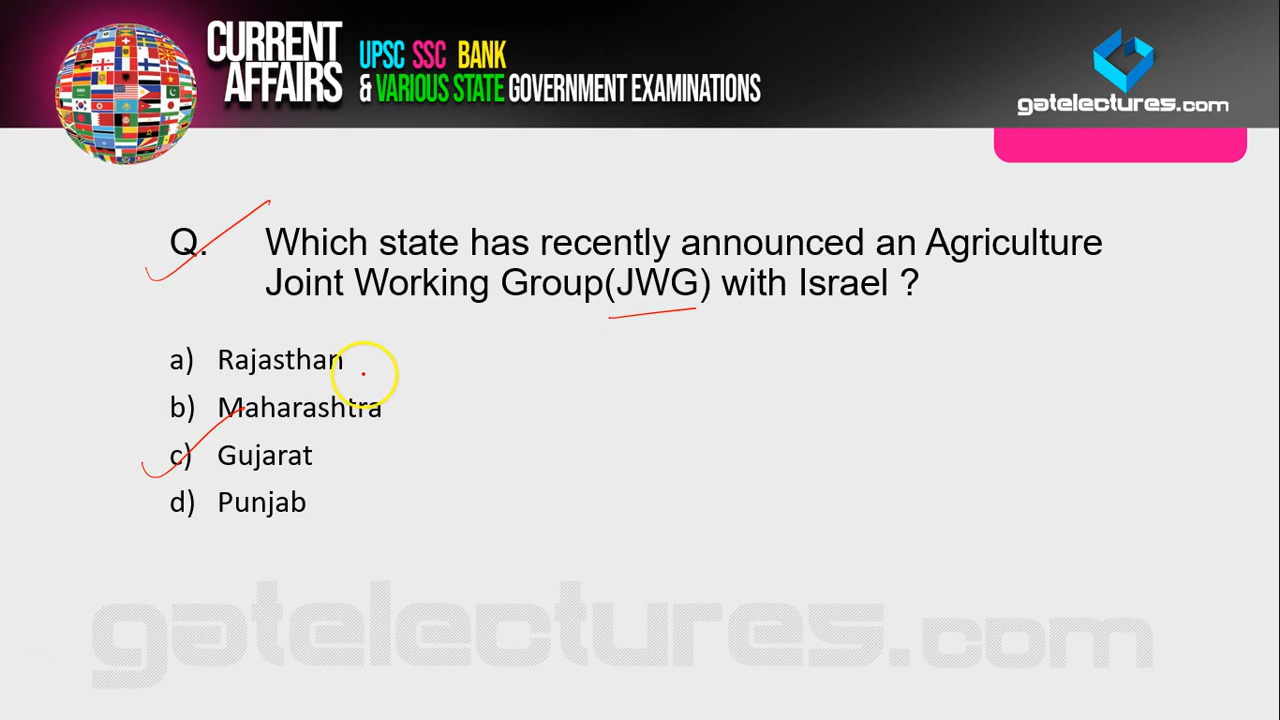 CURRENT
AFFAIRS
UPSC SSC BANK
& VARIOUS STATE GOVERNMENT EXAMINATIONS
gatelectures.com
Q. Which state has recently announced an Agriculture
Joint Working Group(JWG) with Israel ?
a) Rajasthan
b) Maharashtra
c) Gujarat
d) Punjab
gatelectures.com